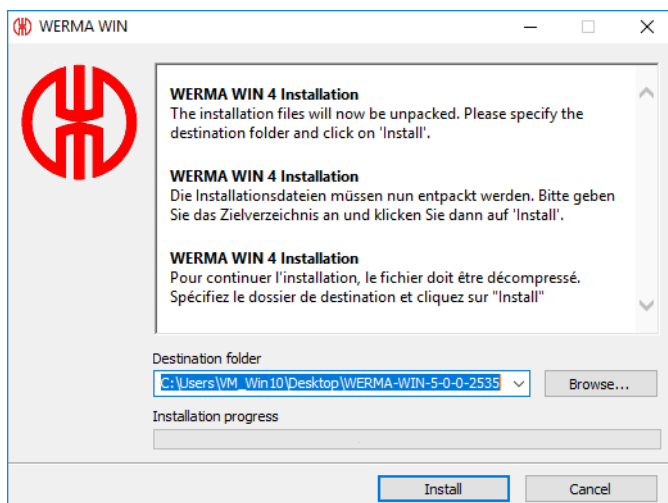 WERMA WIN
WERMA WIN 4 Installation
The installation files will now be unpacked. Please specify the
destination folder and click on 'Install'.
WERMA WIN 4 Installation
Die Installationsdateien müssen nun entpackt werden. Bitte geben
Sie das Zielverzeichnis an und klicken Sie dann auf 'Install'.
WERMA WIN 4 Installation
Pour continuer l'installation, le fichier doit être décompressé.
Spécifiez le dossier de destination et cliquez sur "Install"
Destination folder
C:\Users\VM_Win10\Desktop\WERMA-WIN-5-0-0-2535
Browse...
Installation progress
Install
Cancel